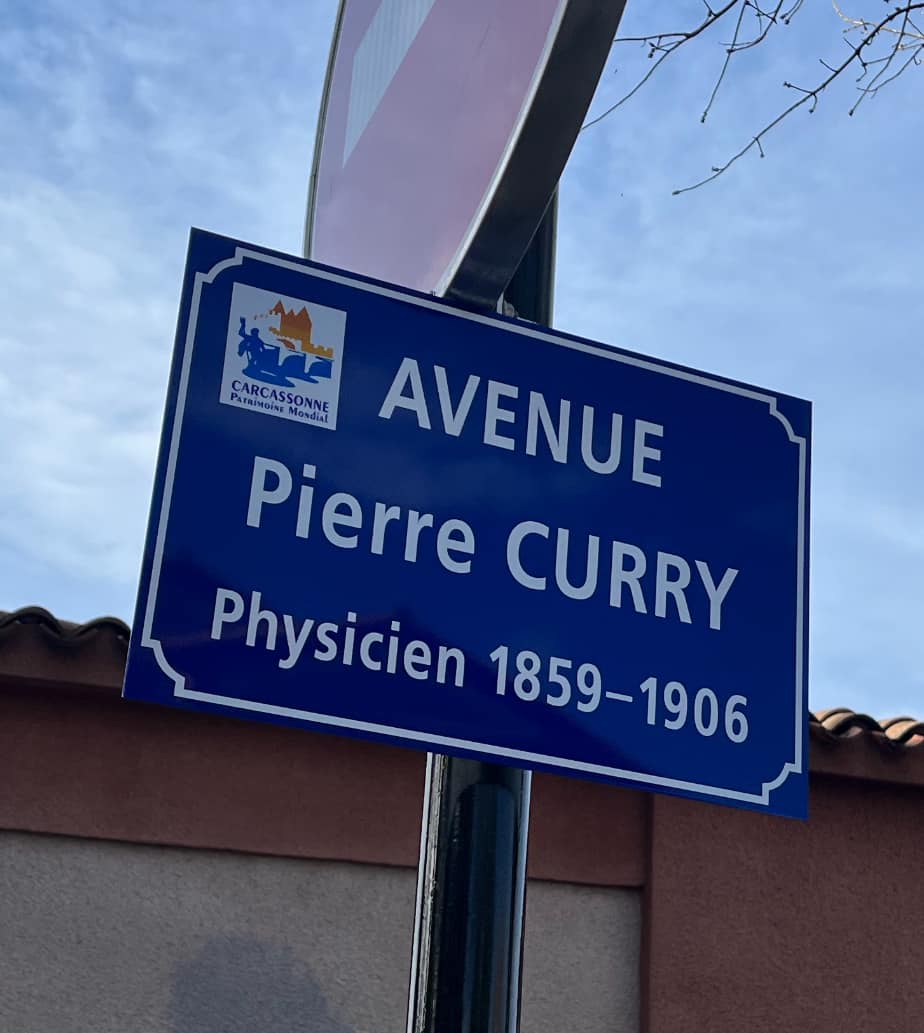 CARCASSONNE
PATRIMOINE MONDIAL
AVENUE
Pierre CURRY
Physicien 1859-1906